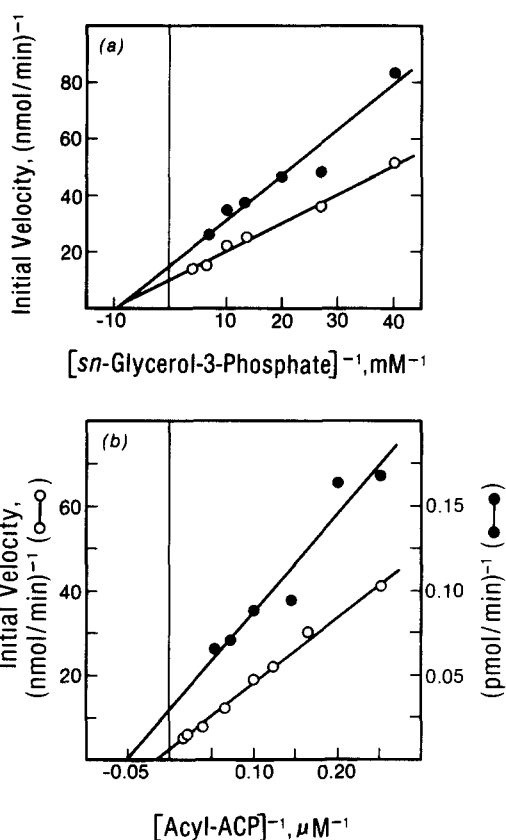 (a)
Initial Velocity, (nmol/min)⁻¹
80
60
40
20
-10 10 20 30 40
[sn-Glycerol-3-Phosphate]⁻¹, mM⁻¹
(b)
Initial Velocity,
(nmol/min)⁻¹ (○—○)
60
40
20
0.15
0.10
0.05
(pmol/min)⁻¹ (●—●)
-0.05 0.10 0.20
[Acyl-ACP]⁻¹, μM⁻¹